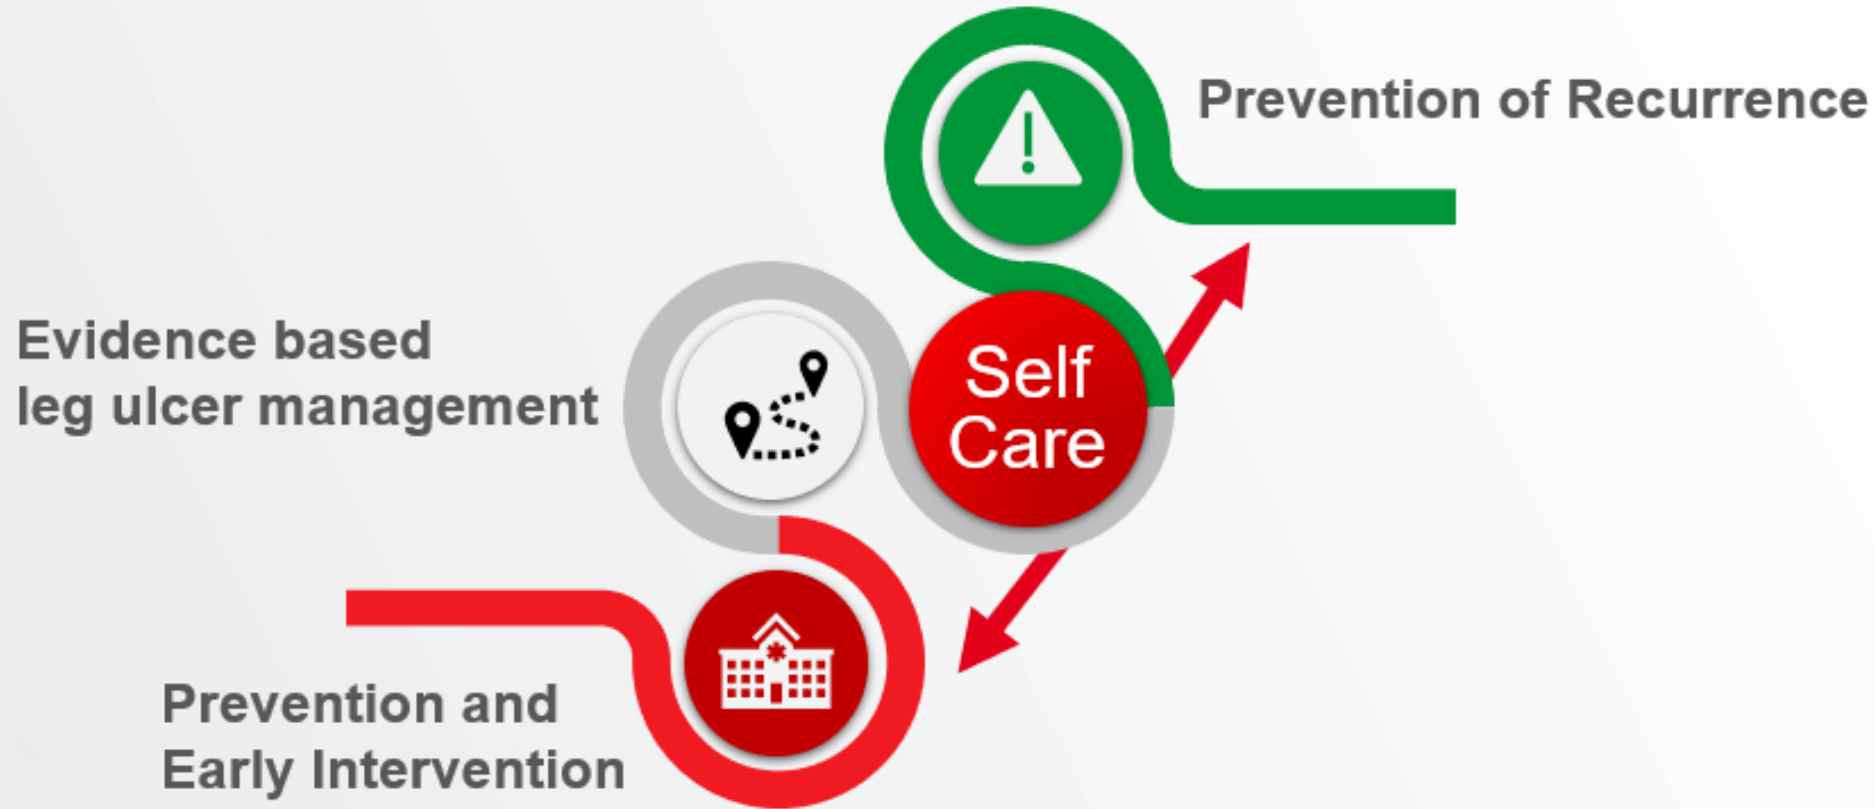 Prevention of Recurrence
Evidence based
leg ulcer management
Self
Care
Prevention and
Early Intervention